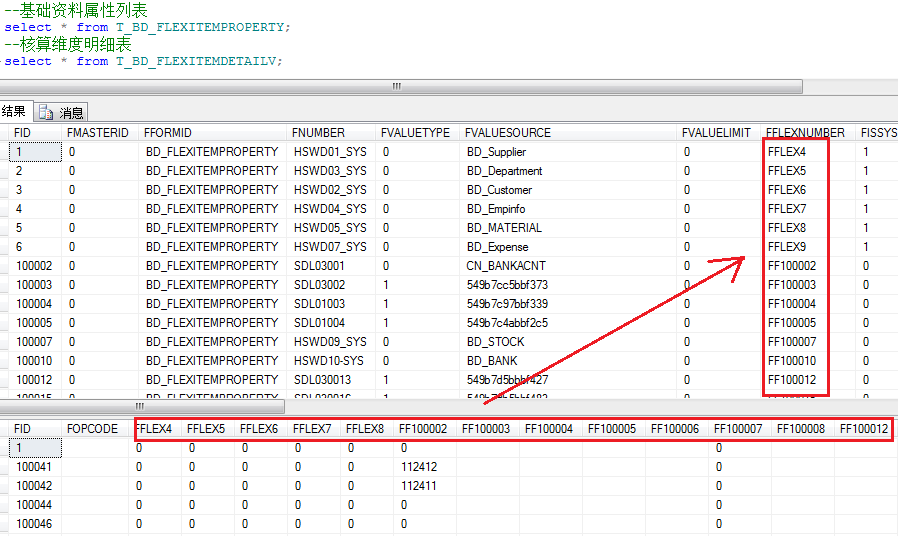 --基础资料属性列表
select * from T_BD_FLEXITEMPROPERTY;
--核算维度明细表
select * from T_BD_FLEXITEMDETAILV;
结果 消息
FID FMASTERID FFORMID FNUMBER FVALUETYPE FVALUESOURCE FVALUELIMIT FFLEXNUMBER FISSYS
1 0 BD_FLEXITEMPROPERTY HSWD01_SYS 0 BD_Supplier 0 FFLEX4 1
2 0 BD_FLEXITEMPROPERTY HSWD03_SYS 0 BD_Department 0 FFLEX5 1
3 0 BD_FLEXITEMPROPERTY HSWD02_SYS 0 BD_Customer 0 FFLEX6 1
4 0 BD_FLEXITEMPROPERTY HSWD04_SYS 0 BD_Empinfo 0 FFLEX7 1
5 0 BD_FLEXITEMPROPERTY HSWD05_SYS 0 BD_MATERIAL 0 FFLEX8 1
6 0 BD_FLEXITEMPROPERTY HSWD07_SYS 0 BD_Expense 0 FFLEX9 1
100002 0 BD_FLEXITEMPROPERTY SDL03001 0 CN_BANKACNT 0 FF100002 0
100003 0 BD_FLEXITEMPROPERTY SDL03002 1 549b7cc5bbf373 0 FF100003 0
100004 0 BD_FLEXITEMPROPERTY SDL01003 1 549b7c97bbf339 0 FF100004 0
100005 0 BD_FLEXITEMPROPERTY SDL01004 1 549b7c4abbf2c5 0 FF100005 0
100007 0 BD_FLEXITEMPROPERTY HSWD09_SYS 0 BD_STOCK 0 FF100007 0
100010 0 BD_FLEXITEMPROPERTY HSWD10-SYS 0 BD_BANK 0 FF100010 0
100012 0 BD_FLEXITEMPROPERTY SDL030013 1 549b7d5bbbf427 0 FF100012 0
FID FOPCODE FFLEX4 FFLEX5 FFLEX6 FFLEX7 FFLEX8 FF100002 FF100003 FF100004 FF100005 FF100006 FF100007 FF100008 FF100012
1 0 0 0 0 0 0 0
100041 0 0 0 0 0 112412 0
100042 0 0 0 0 0 112411 0
100044 0 0 0 0 0 0 0
100046 0 0 0 0 0 0 0